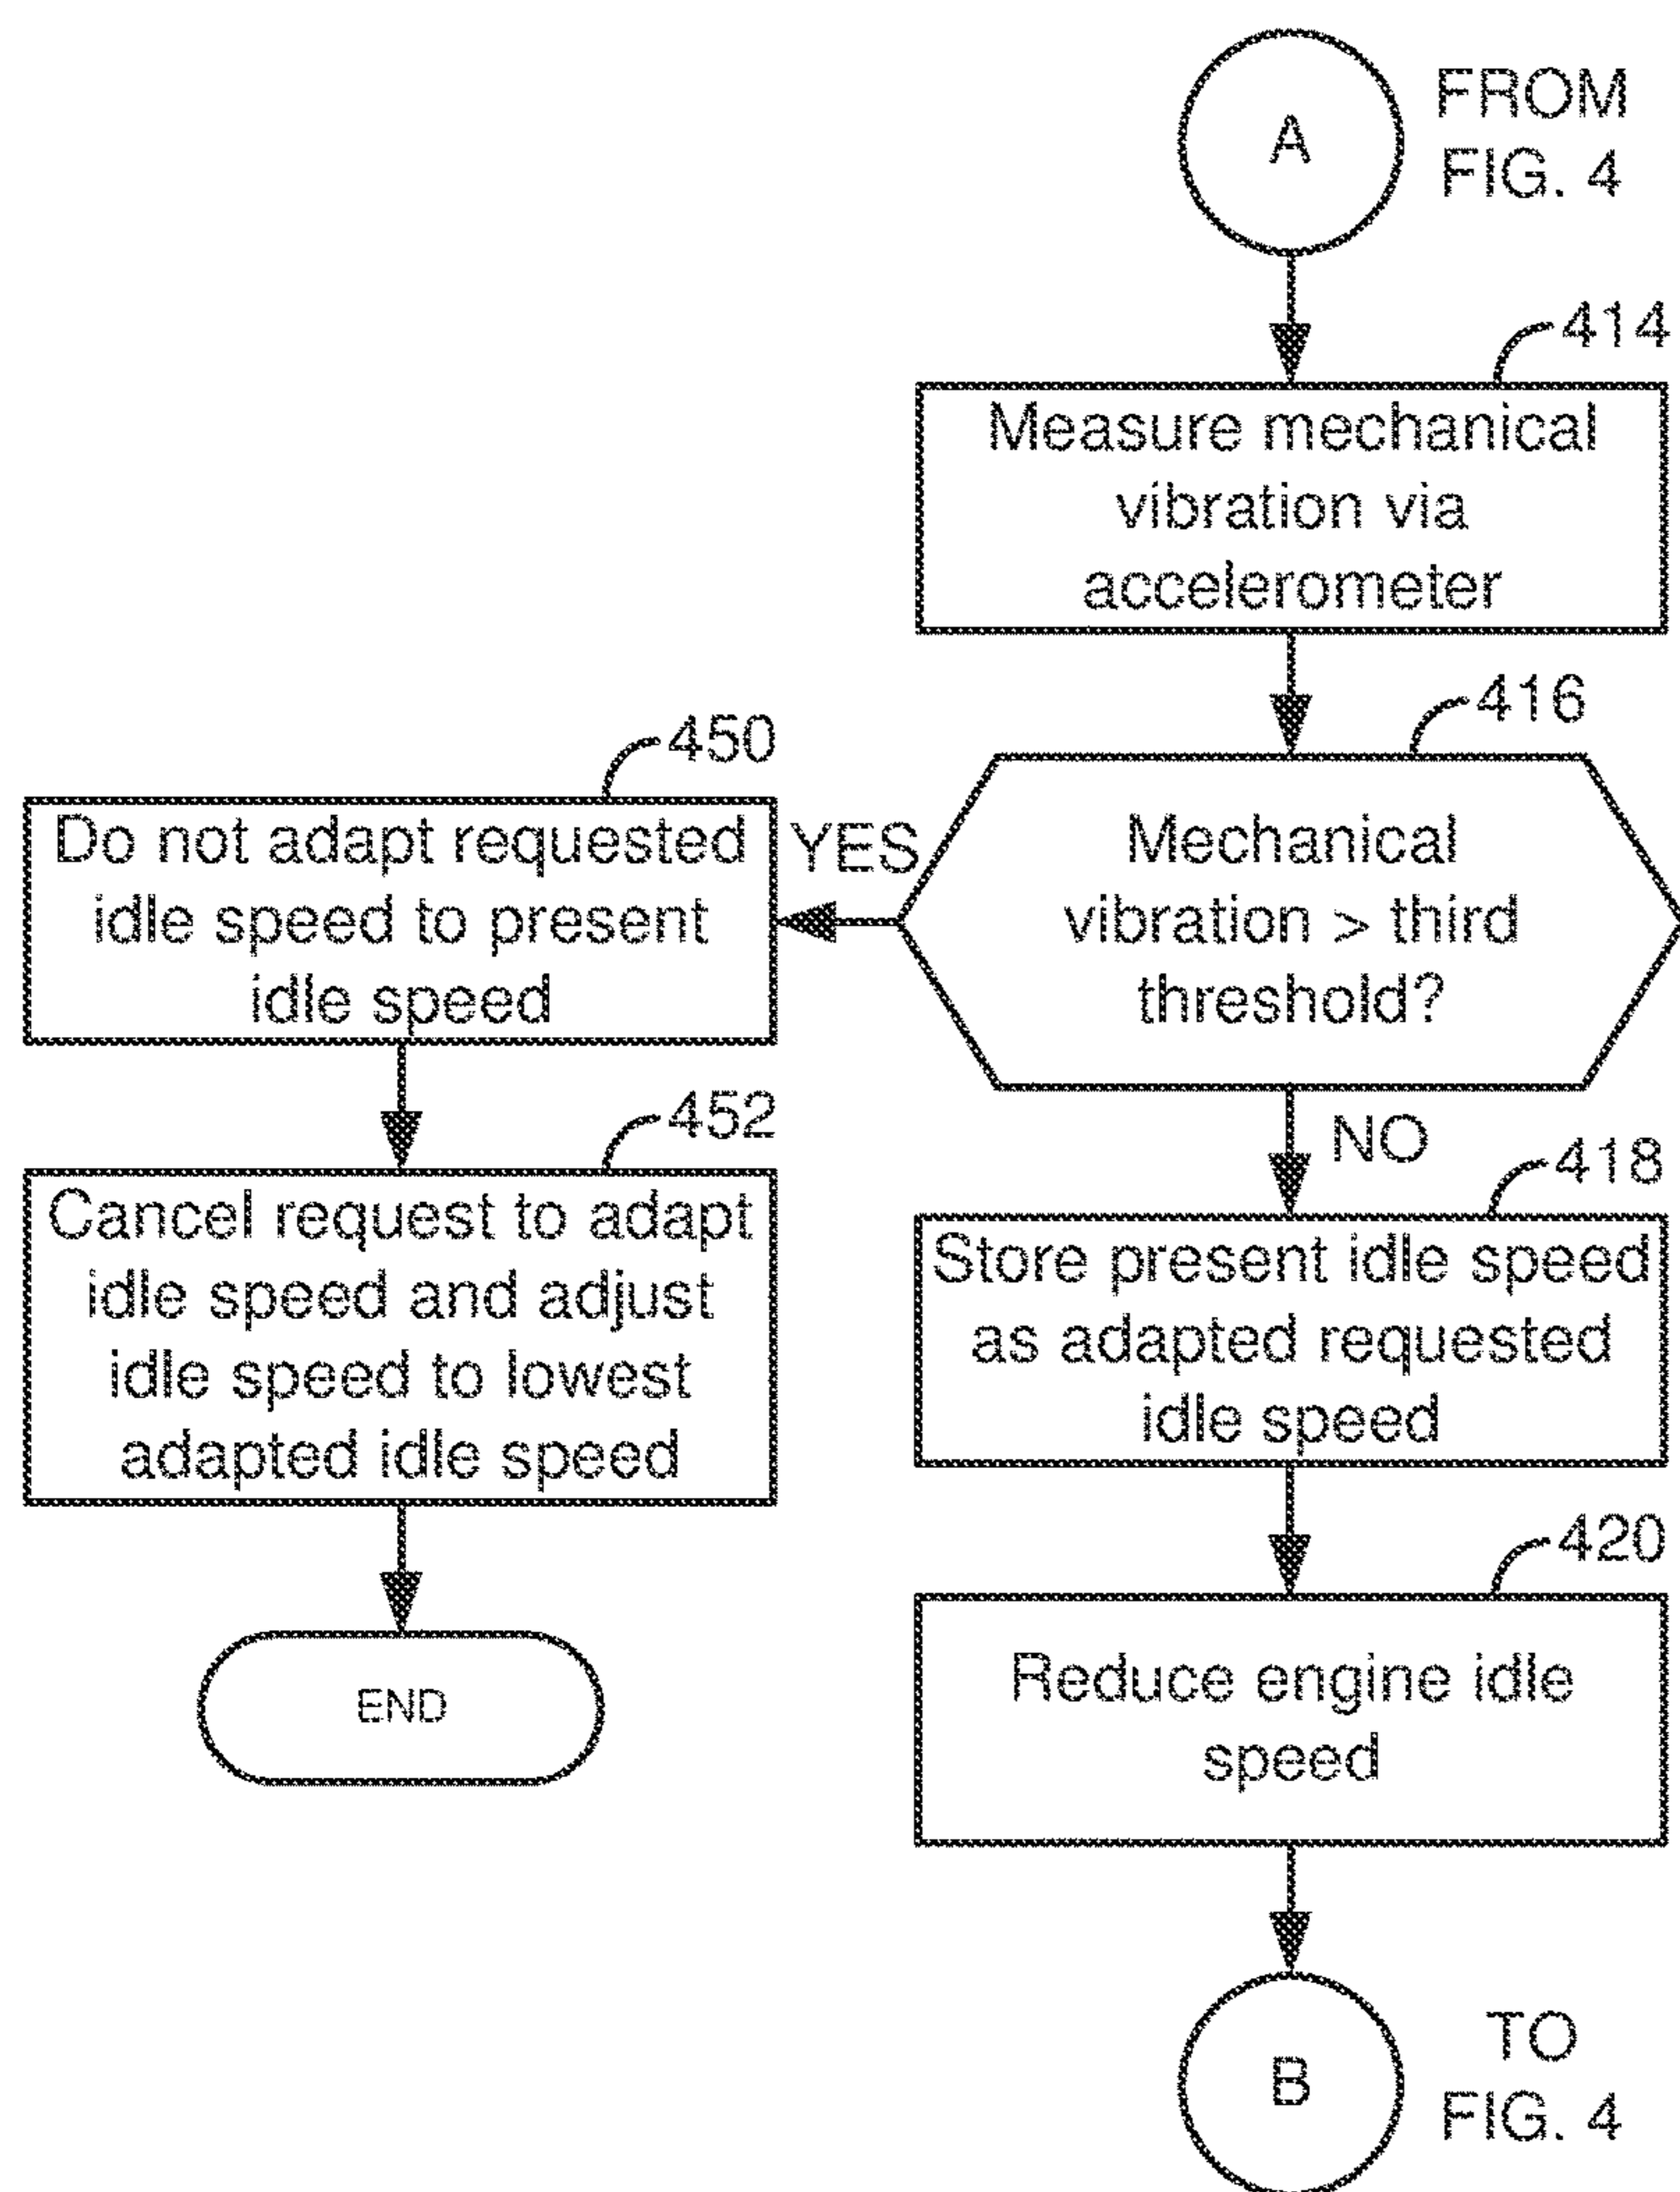 A
FROM
FIG. 4
414
Measure mechanical
vibration via
accelerometer
416
Mechanical
vibration > third
threshold?
YES
450
Do not adapt requested
idle speed to present
idle speed
452
Cancel request to adapt
idle speed and adjust
idle speed to lowest
adapted idle speed
END
NO
418
Store present idle speed
as adapted requested
idle speed
420
Reduce engine idle
speed
B
TO
FIG. 4